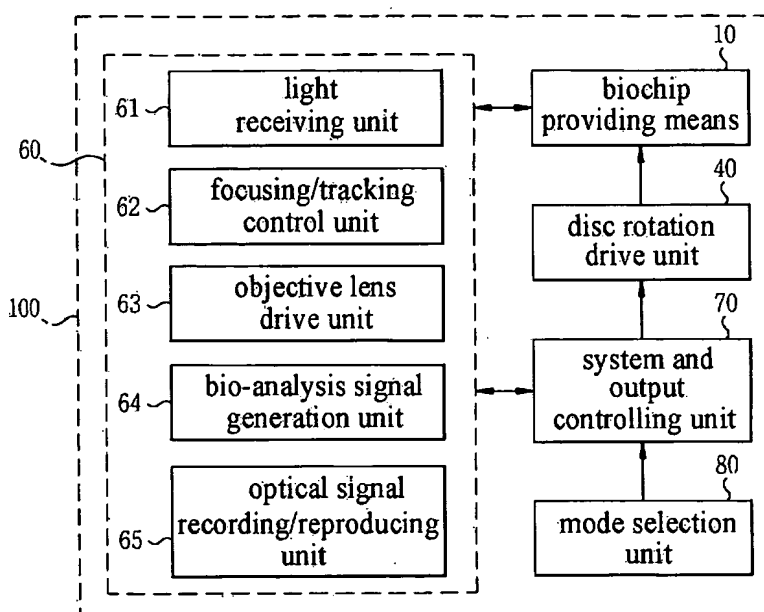 10
61
light
receiving unit
biochip
providing means
60
40
62
focusing/tracking
control unit
disc rotation
drive unit
100
63
objective lens
drive unit
70
64
bio-analysis signal
generation unit
system and
output
controlling unit
80
65
optical signal
recording/reproducing
unit
mode selection
unit